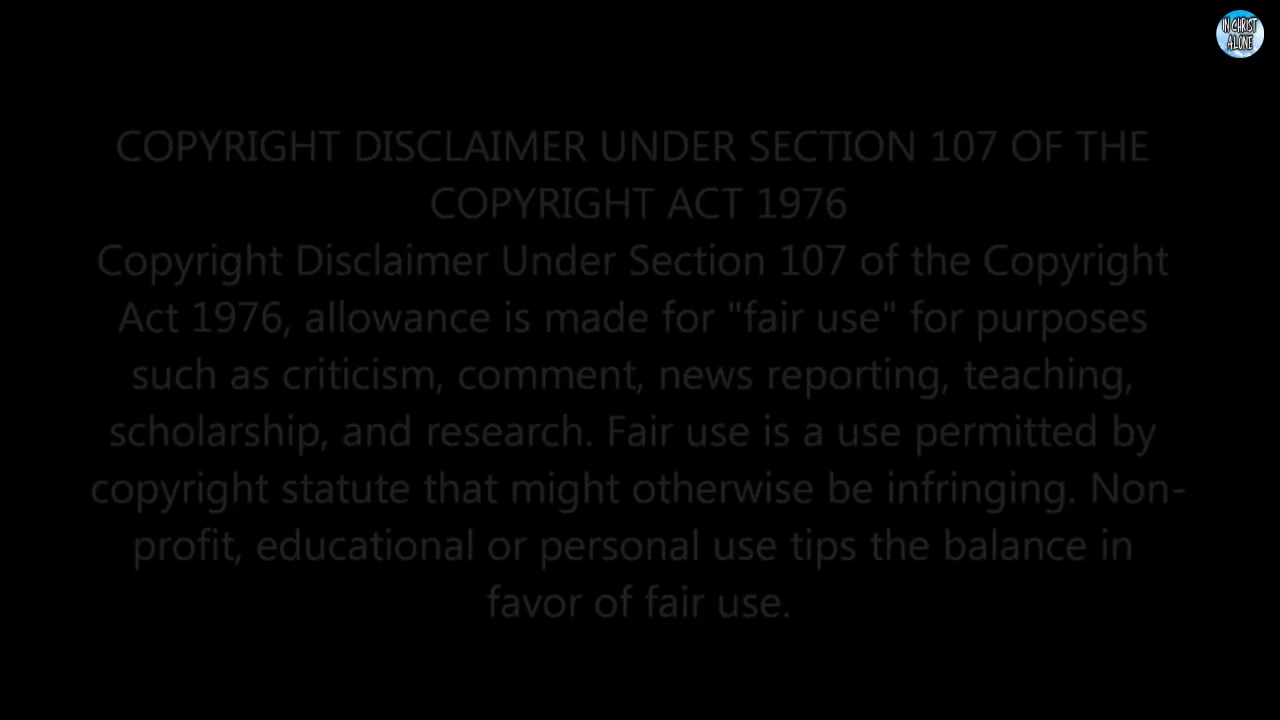 IN CHRIST
ALONE
COPYRIGHT DISCLAIMER UNDER SECTION 107 OF THE
COPYRIGHT ACT 1976
Copyright Disclaimer Under Section 107 of the Copyright
Act 1976, allowance is made for "fair use" for purposes
such as criticism, comment, news reporting, teaching,
scholarship, and research. Fair use is a use permitted by
copyright statute that might otherwise be infringing. Non-
profit, educational or personal use tips the balance in
favor of fair use.